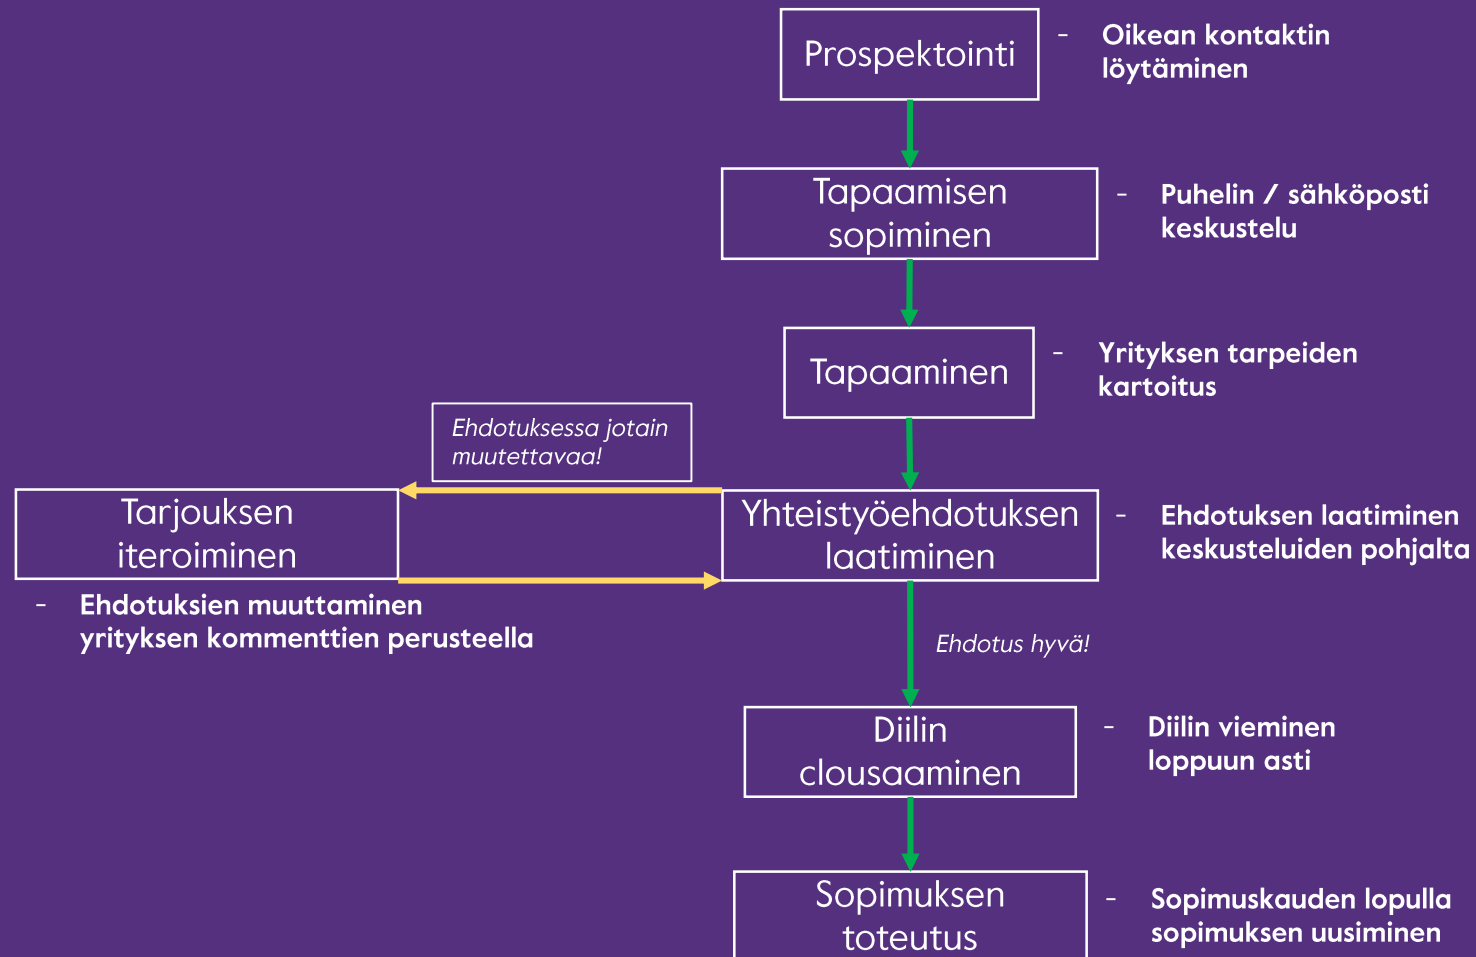 Prospektointi
- Oikean kontaktin
löytäminen
Tapaamisen
sopiminen
- Puhelin / sähköposti
keskustelu
Tapaaminen
- Yrityksen tarpeiden
kartoitus
Ehdotuksessa jotain
muutettavaa!
Tarjouksen
iteroiminen
- Ehdotuksien muuttaminen
yrityksen kommenttien perusteella
Yhteistyöehdotuksen
laatiminen
- Ehdotuksen laatiminen
keskusteluiden pohjalta
Ehdotus hyvä!
Diilin
clousaaminen
- Diilin vieminen
loppuun asti
Sopimuksen
toteutus
- Sopimuskauden lopulla
sopimuksen uusiminen